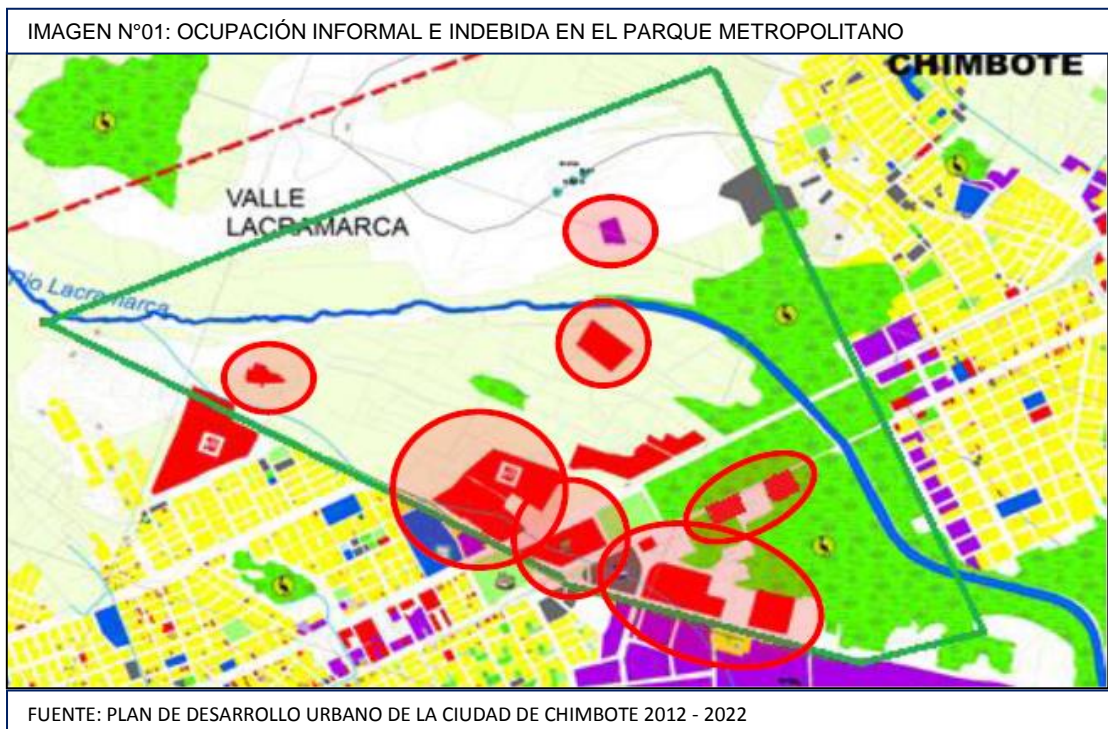 IMAGEN N°01: OCUPACIÓN INFORMAL E INDEBIDA EN EL PARQUE METROPOLITANO
CHIMBOTE
VALLE
LACRAMARCA
Rio Lacramarca
FUENTE: PLAN DE DESARROLLO URBANO DE LA CIUDAD DE CHIMBOTE 2012 - 2022